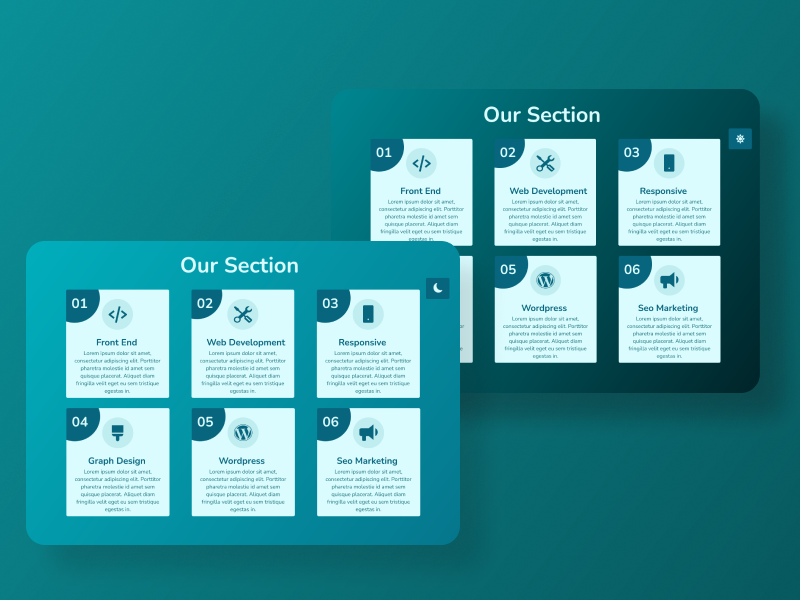 Our Section
01
Front End
Lorem ipsum dolor sit amet,
consectetur adipiscing elit. Porttitor
pharetra molestie id amet sem
quisque placerat. Aliquet diam
fringilla velit eget eu sem tristique
egestas in.
02
Web Development
Lorem ipsum dolor sit amet,
consectetur adipiscing elit. Porttitor
pharetra molestie id amet sem
quisque placerat. Aliquet diam
fringilla velit eget eu sem tristique
egestas in.
03
Responsive
Lorem ipsum dolor sit amet,
consectetur adipiscing elit. Porttitor
pharetra molestie id amet sem
quisque placerat. Aliquet diam
fringilla velit eget eu sem tristique
egestas in.
05
Wordpress
Lorem ipsum dolor sit amet,
consectetur adipiscing elit. Porttitor
pharetra molestie id amet sem
quisque placerat. Aliquet diam
fringilla velit eget eu sem tristique
egestas in.
06
Seo Marketing
Lorem ipsum dolor sit amet,
consectetur adipiscing elit. Porttitor
pharetra molestie id amet sem
quisque placerat. Aliquet diam
fringilla velit eget eu sem tristique
egestas in.
Our Section
01
Front End
Lorem ipsum dolor sit amet,
consectetur adipiscing elit. Porttitor
pharetra molestie id amet sem
quisque placerat. Aliquet diam
fringilla velit eget eu sem tristique
egestas in.
02
Web Development
Lorem ipsum dolor sit amet,
consectetur adipiscing elit. Porttitor
pharetra molestie id amet sem
quisque placerat. Aliquet diam
fringilla velit eget eu sem tristique
egestas in.
03
Responsive
Lorem ipsum dolor sit amet,
consectetur adipiscing elit. Porttitor
pharetra molestie id amet sem
quisque placerat. Aliquet diam
fringilla velit eget eu sem tristique
egestas in.
04
Graph Design
Lorem ipsum dolor sit amet,
consectetur adipiscing elit. Porttitor
pharetra molestie id amet sem
quisque placerat. Aliquet diam
fringilla velit eget eu sem tristique
egestas in.
05
Wordpress
Lorem ipsum dolor sit amet,
consectetur adipiscing elit. Porttitor
pharetra molestie id amet sem
quisque placerat. Aliquet diam
fringilla velit eget eu sem tristique
egestas in.
06
Seo Marketing
Lorem ipsum dolor sit amet,
consectetur adipiscing elit. Porttitor
pharetra molestie id amet sem
quisque placerat. Aliquet diam
fringilla velit eget eu sem tristique
egestas in.